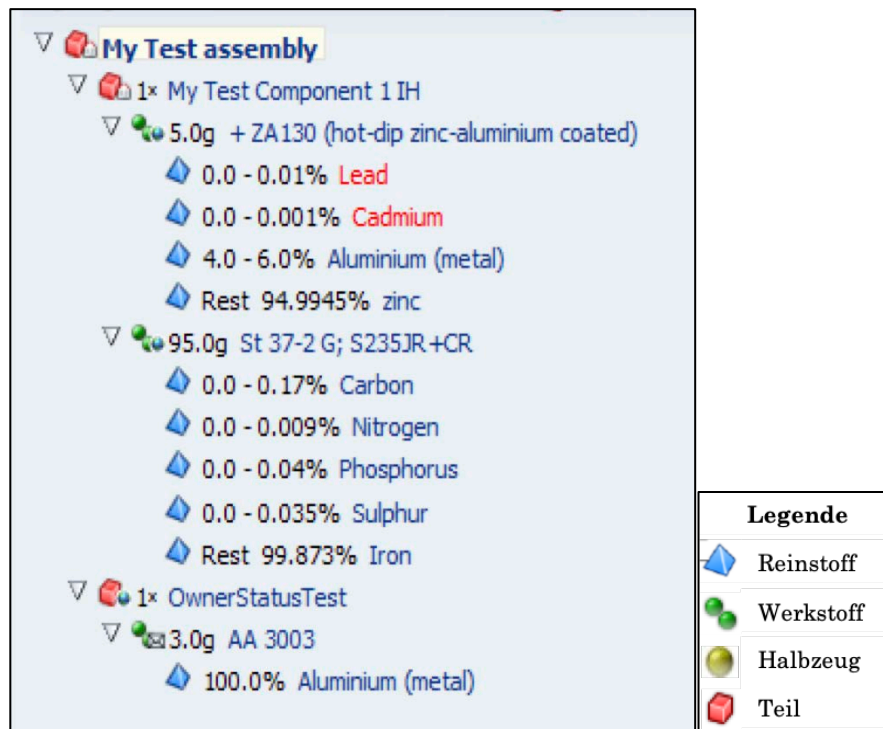 My Test assembly
1x My Test Component 1 IH
5.0g + ZA130 (hot-dip zinc-aluminium coated)
0.0 - 0.01% Lead
0.0 - 0.001% Cadmium
4.0 - 6.0% Aluminium (metal)
Rest 94.9945% zinc
95.0g St 37-2 G; S235JR+CR
0.0 - 0.17% Carbon
0.0 - 0.009% Nitrogen
0.0 - 0.04% Phosphorus
0.0 - 0.035% Sulphur
Rest 99.873% Iron
1x OwnerStatusTest
3.0g AA 3003
100.0% Aluminium (metal)
Legende
Reinstoff
Werkstoff
Halbzeug
Teil